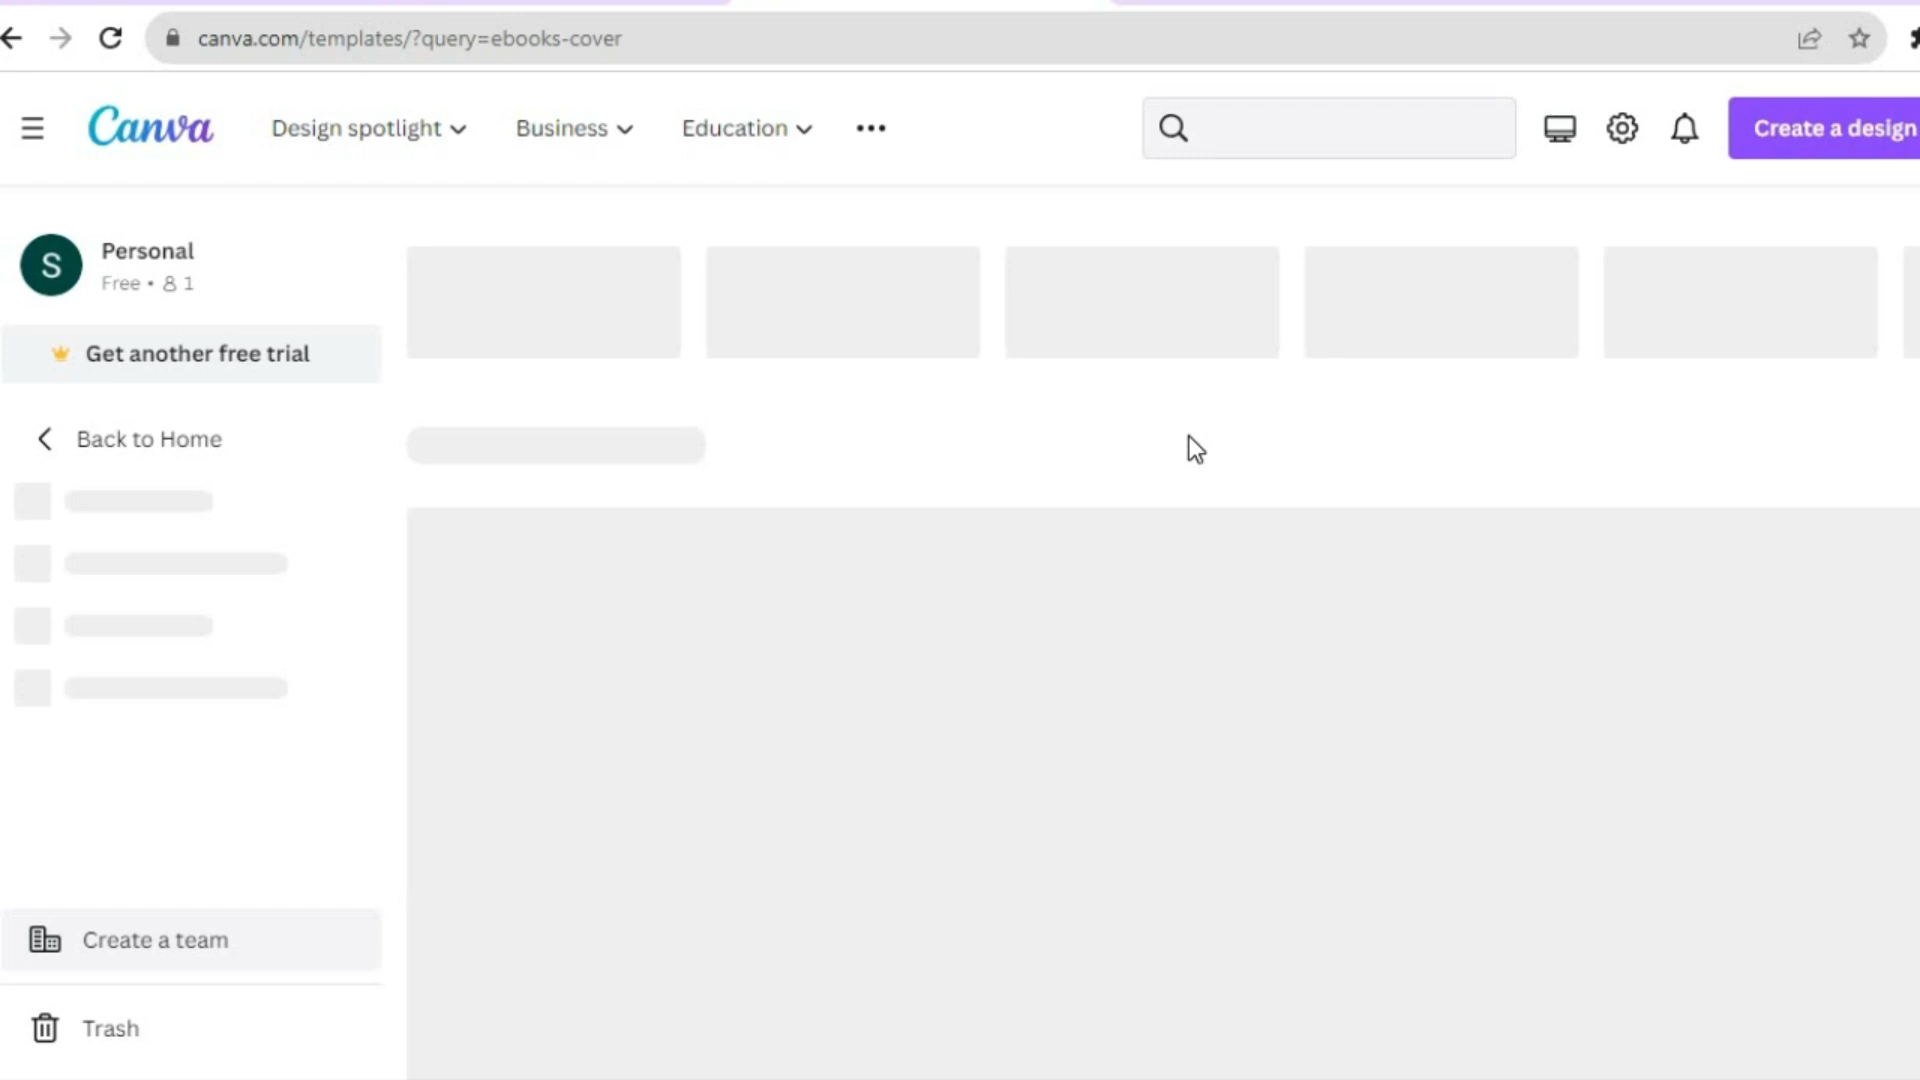 canva.com/templates/?query=ebooks-cover
Canva
Design spotlight
Business
Education
Create a design
S
Personal
Free • 1
Get another free trial
Back to Home
Create a team
Trash